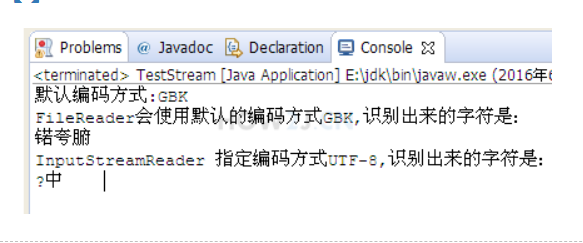 Problems @ Javadoc Declaration Console
<terminated> TestStream [Java Application] E:\jdk\bin\javaw.exe (2016年6
默认编码方式:GBK
FileReader会使用默认的编码方式GBK,识别出来的字符是:
锘夸腑
InputStreamReader 指定编码方式UTF-8,识别出来的字符是:
?中